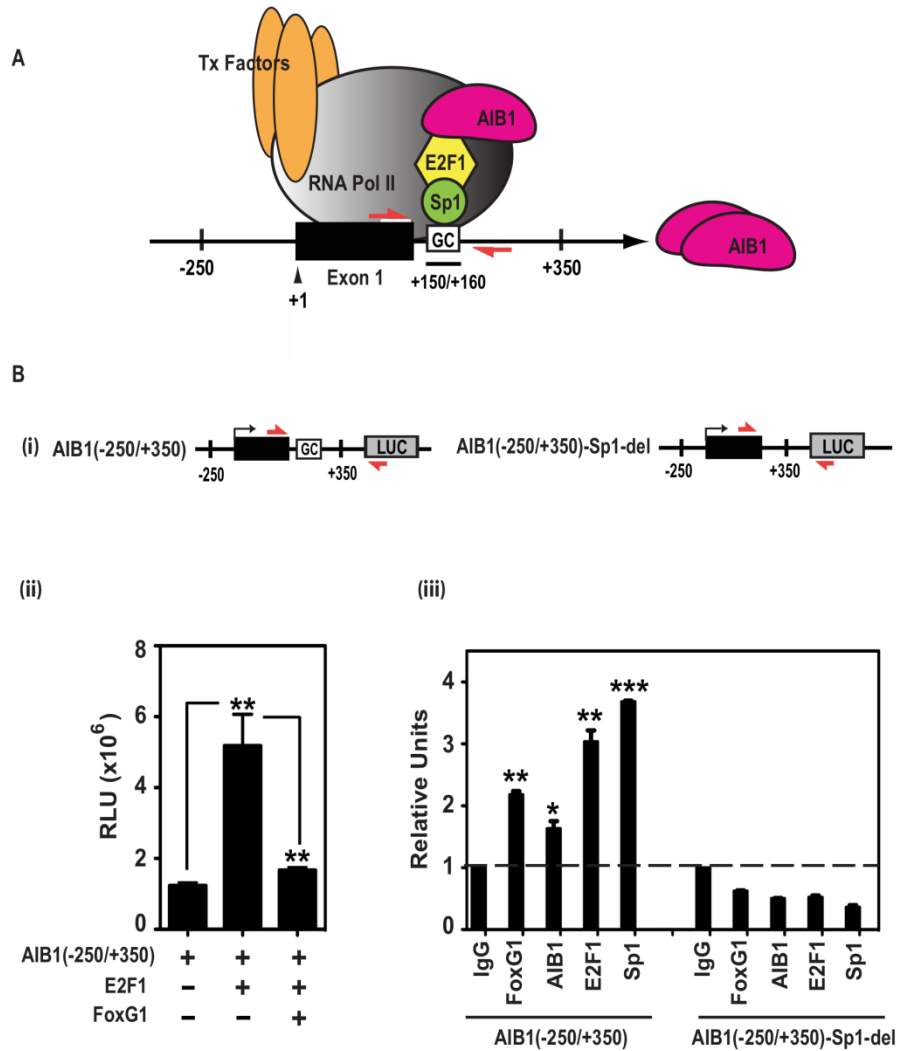 A
Tx Factors
AIB1
E2F1
RNA Pol II
Sp1
GC
AIB1
-250
Exon 1
+150/+160
+350
+1
B
(i) AIB1(-250/+350)
GC
LUC
-250
+350
AIB1(-250/+350)-Sp1-del
LUC
-250
+350
(ii)
RLU (x10^6)
8
6
4
2
0
**
**
AIB1(-250/+350) + + +
E2F1 – + +
FoxG1 – – +
(iii)
Relative Units
4
3
2
1
0
**
*
**
***
IgG
FoxG1
AIB1
E2F1
Sp1
IgG
FoxG1
AIB1
E2F1
Sp1
AIB1(-250/+350)
AIB1(-250/+350)-Sp1-del